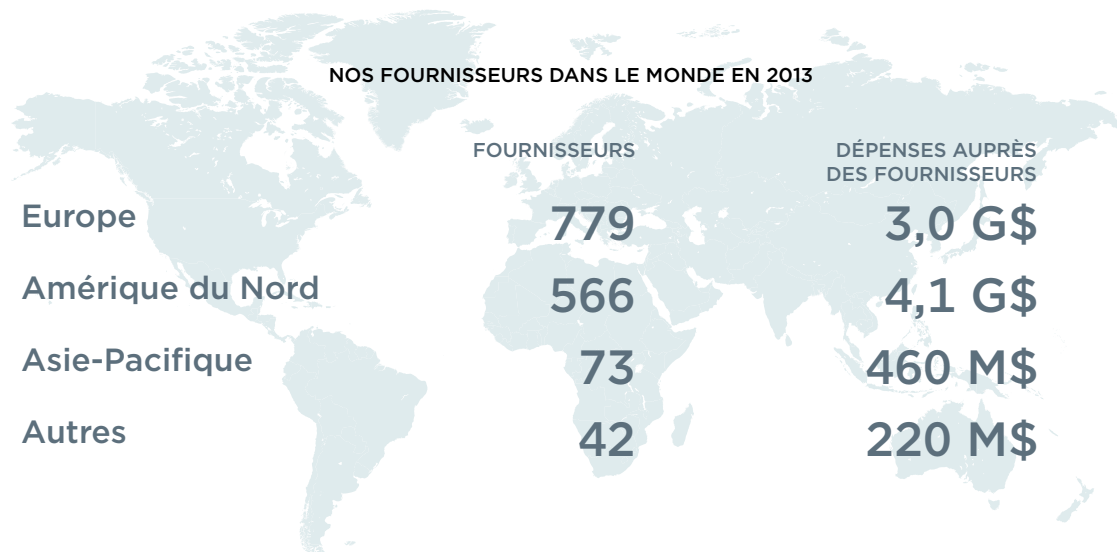 NOS FOURNISSEURS DANS LE MONDE EN 2013
FOURNISSEURS
DÉPENSES AUPRÈS
DES FOURNISSEURS
Europe 779 3,0 G$
Amérique du Nord 566 4,1 G$
Asie-Pacifique 73 460 M$
Autres 42 220 M$